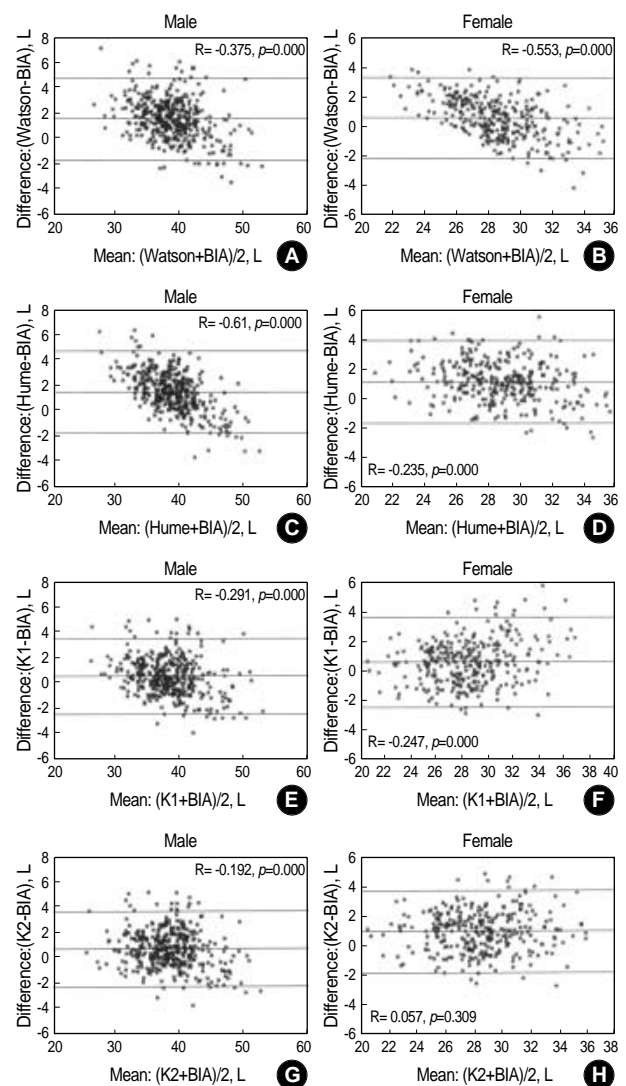 Male
Difference:(Watson-BIA), L
8
6
4
2
0
-2
-4
-6
R= -0.375, p=0.000
20 30 40 50 60
Mean: (Watson+BIA)/2, L
A
Female
Difference:(Watson-BIA), L
6
4
2
0
-2
-4
-6
R= -0.553, p=0.000
20 22 24 26 28 30 32 34 36
Mean: (Watson+BIA)/2, L
B
Male
Difference:(Hume-BIA), L
8
6
4
2
0
-2
-4
-6
R= -0.61, p=0.000
20 30 40 50 60
Mean: (Hume+BIA)/2, L
C
Female
Difference:(Hume-BIA), L
6
4
2
0
-2
-4
6
R= -0.235, p=0.000
20 22 24 26 28 30 32 34 36
Mean: (Hume+BIA)/2, L
D
Male
Difference:(K1-BIA), L
8
6
4
2
0
-2
-4
-6
R= -0.291, p=0.000
20 30 40 50 60
Mean: (K1+BIA)/2, L
E
Female
Difference:(K1-BIA), L
6
4
2
0
-2
-4
-6
R= -0.247, p=0.000
20 22 24 26 28 30 32 34 36 38 40
Mean: (K1+BIA)/2, L
F
Male
Difference:(K2-BIA), L
8
6
4
2
0
-2
-4
-6
R= -0.192, p=0.000
20 30 40 50 60
Mean: (K2+BIA)/2, L
G
Female
Difference:(K2-BIA), L
6
4
2
0
-2
-4
-6
R= 0.057, p=0.309
20 22 24 26 28 30 32 34 36 38
Mean: (K2+BIA)/2, L
H